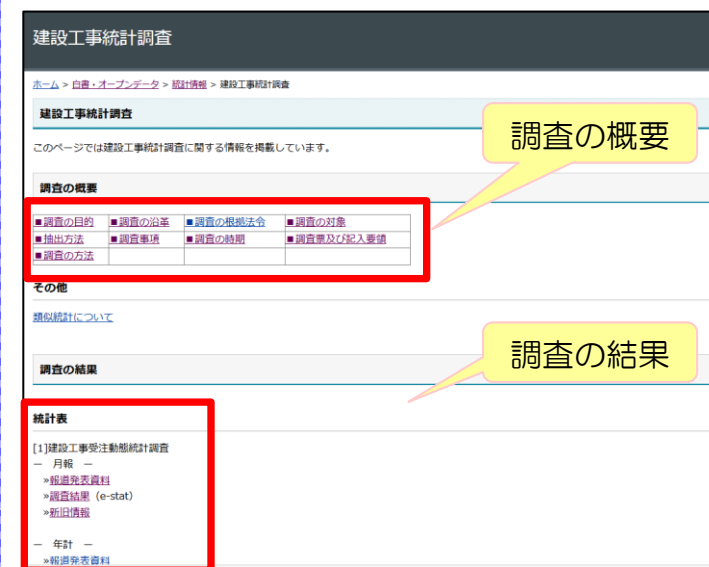 建設工事統計調査
ホーム > 白書・オープンデータ > 統計情報 > 建設工事統計調査
建設工事統計調査
このページでは建設工事統計調査に関する情報を掲載しています。
調査の概要
調査の概要
■調査の目的 ■調査の沿革 ■調査の根拠法令 ■調査の対象
■抽出方法 ■調査事項 ■調査の時期 ■調査票及び記入要領
■調査の方法
その他
類似統計について
調査の結果
調査の結果
統計表
[1]建設工事受注動態統計調査
－ 月報 －
»報道発表資料
»調査結果 (e-stat)
»新旧情報
－ 年計 －
»報道発表資料